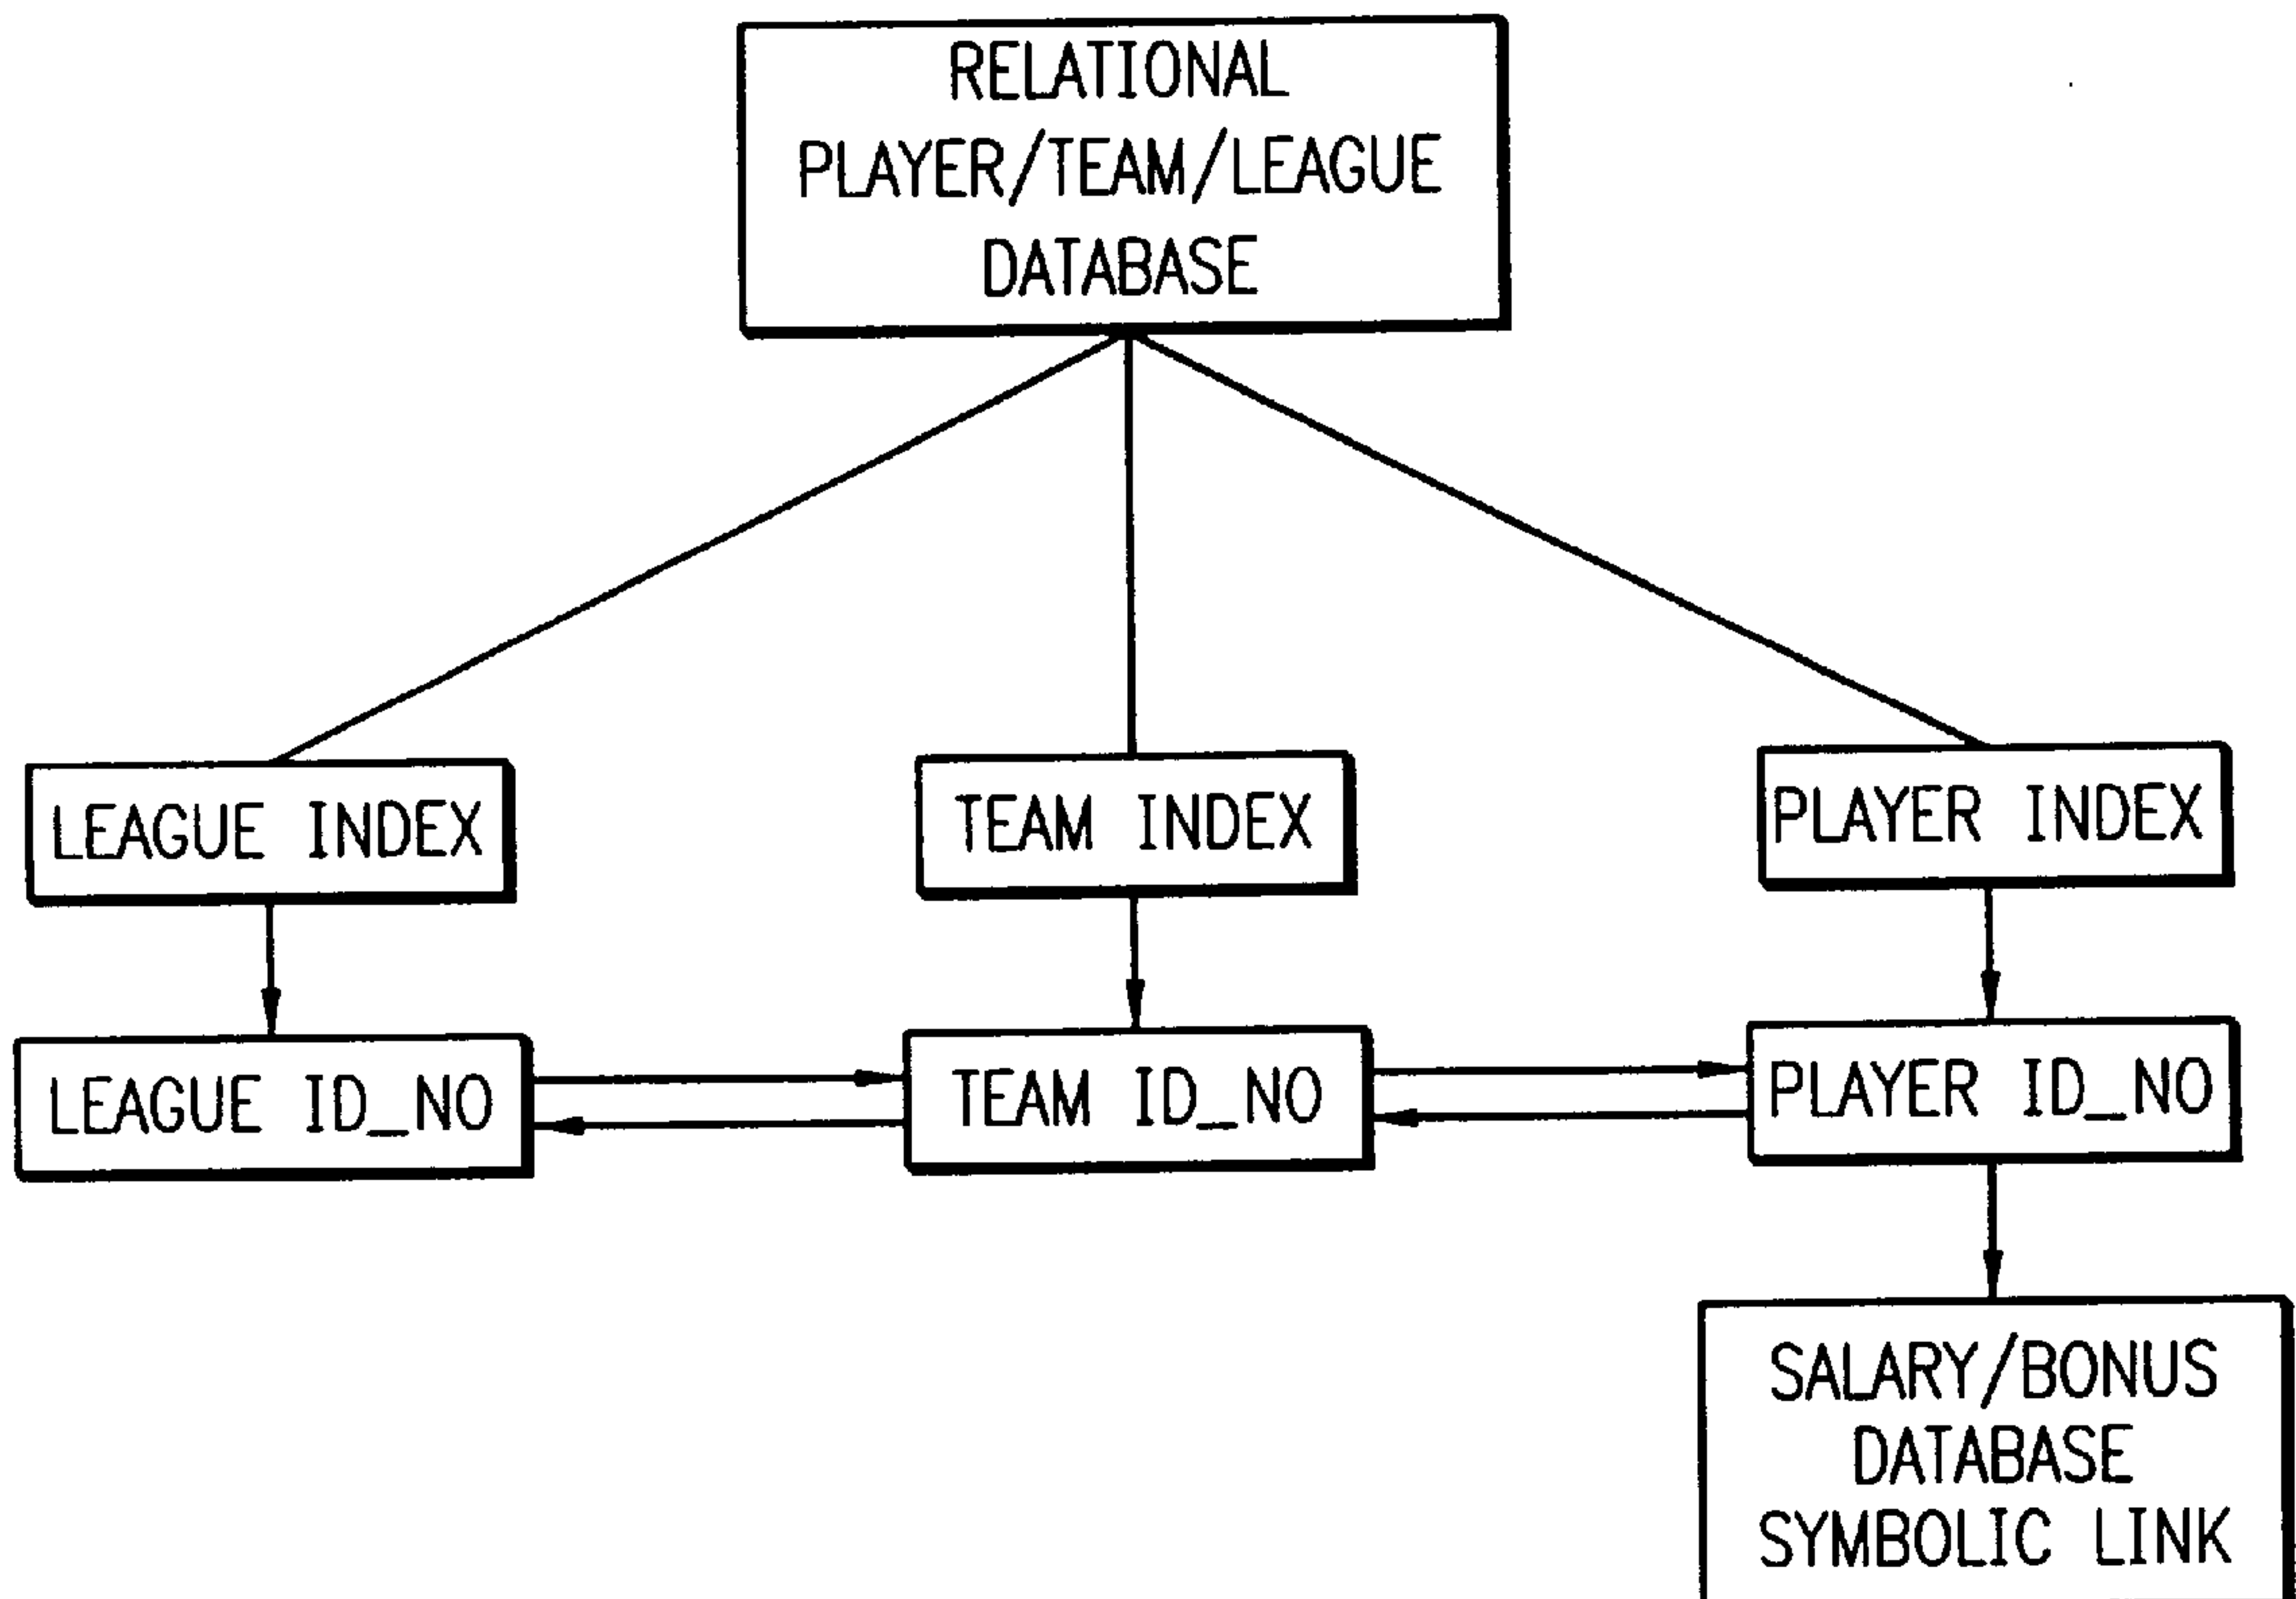 RELATIONAL
PLAYER/TEAM/LEAGUE
DATABASE
LEAGUE INDEX
TEAM INDEX
PLAYER INDEX
LEAGUE ID_NO
TEAM ID_NO
PLAYER ID_NO
SALARY/BONUS
DATABASE
SYMBOLIC LINK